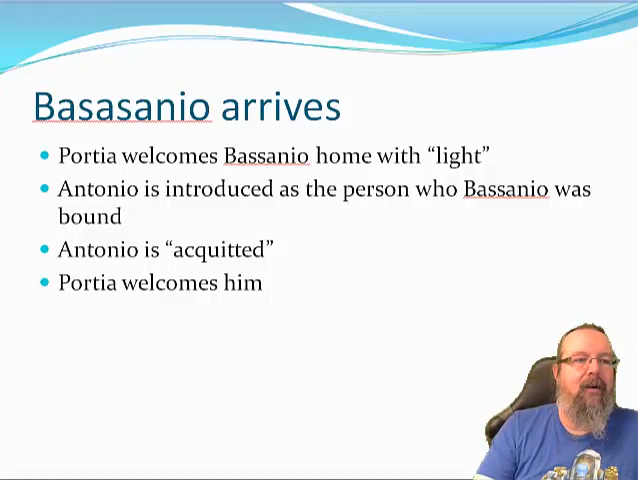 Basasanio arrives
Portia welcomes Bassanio home with “light”
Antonio is introduced as the person who Bassanio was
bound
Antonio is “acquitted”
Portia welcomes him